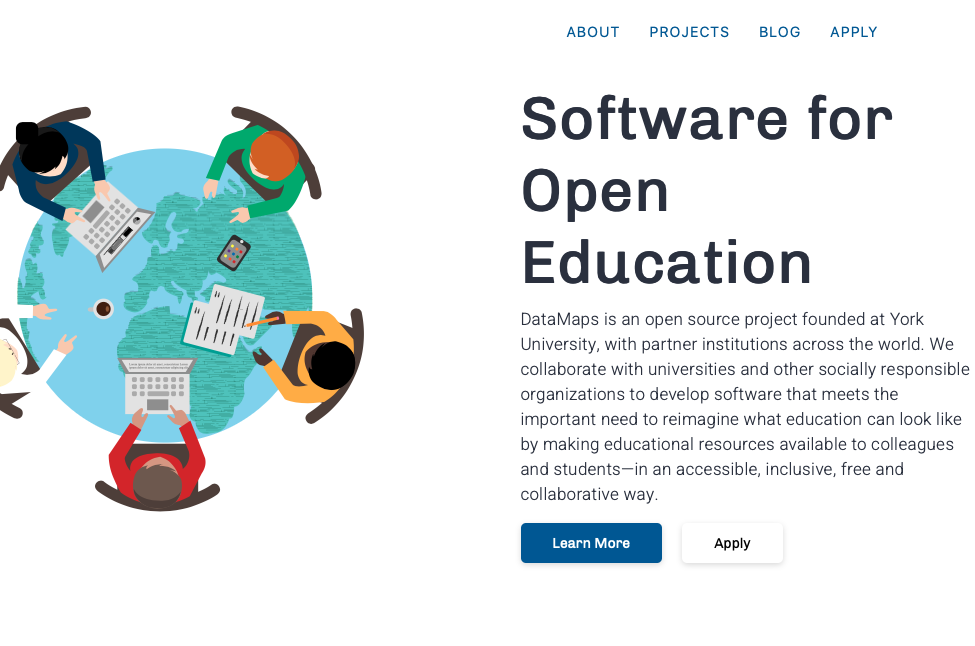 ABOUT PROJECTS BLOG APPLY
Software for
Open
Education
DataMaps is an open source project founded at York
University, with partner institutions across the world. We
collaborate with universities and other socially responsible
organizations to develop software that meets the
important need to reimagine what education can look like
by making educational resources available to colleagues
and students—in an accessible, inclusive, free and
collaborative way.
Learn More Apply